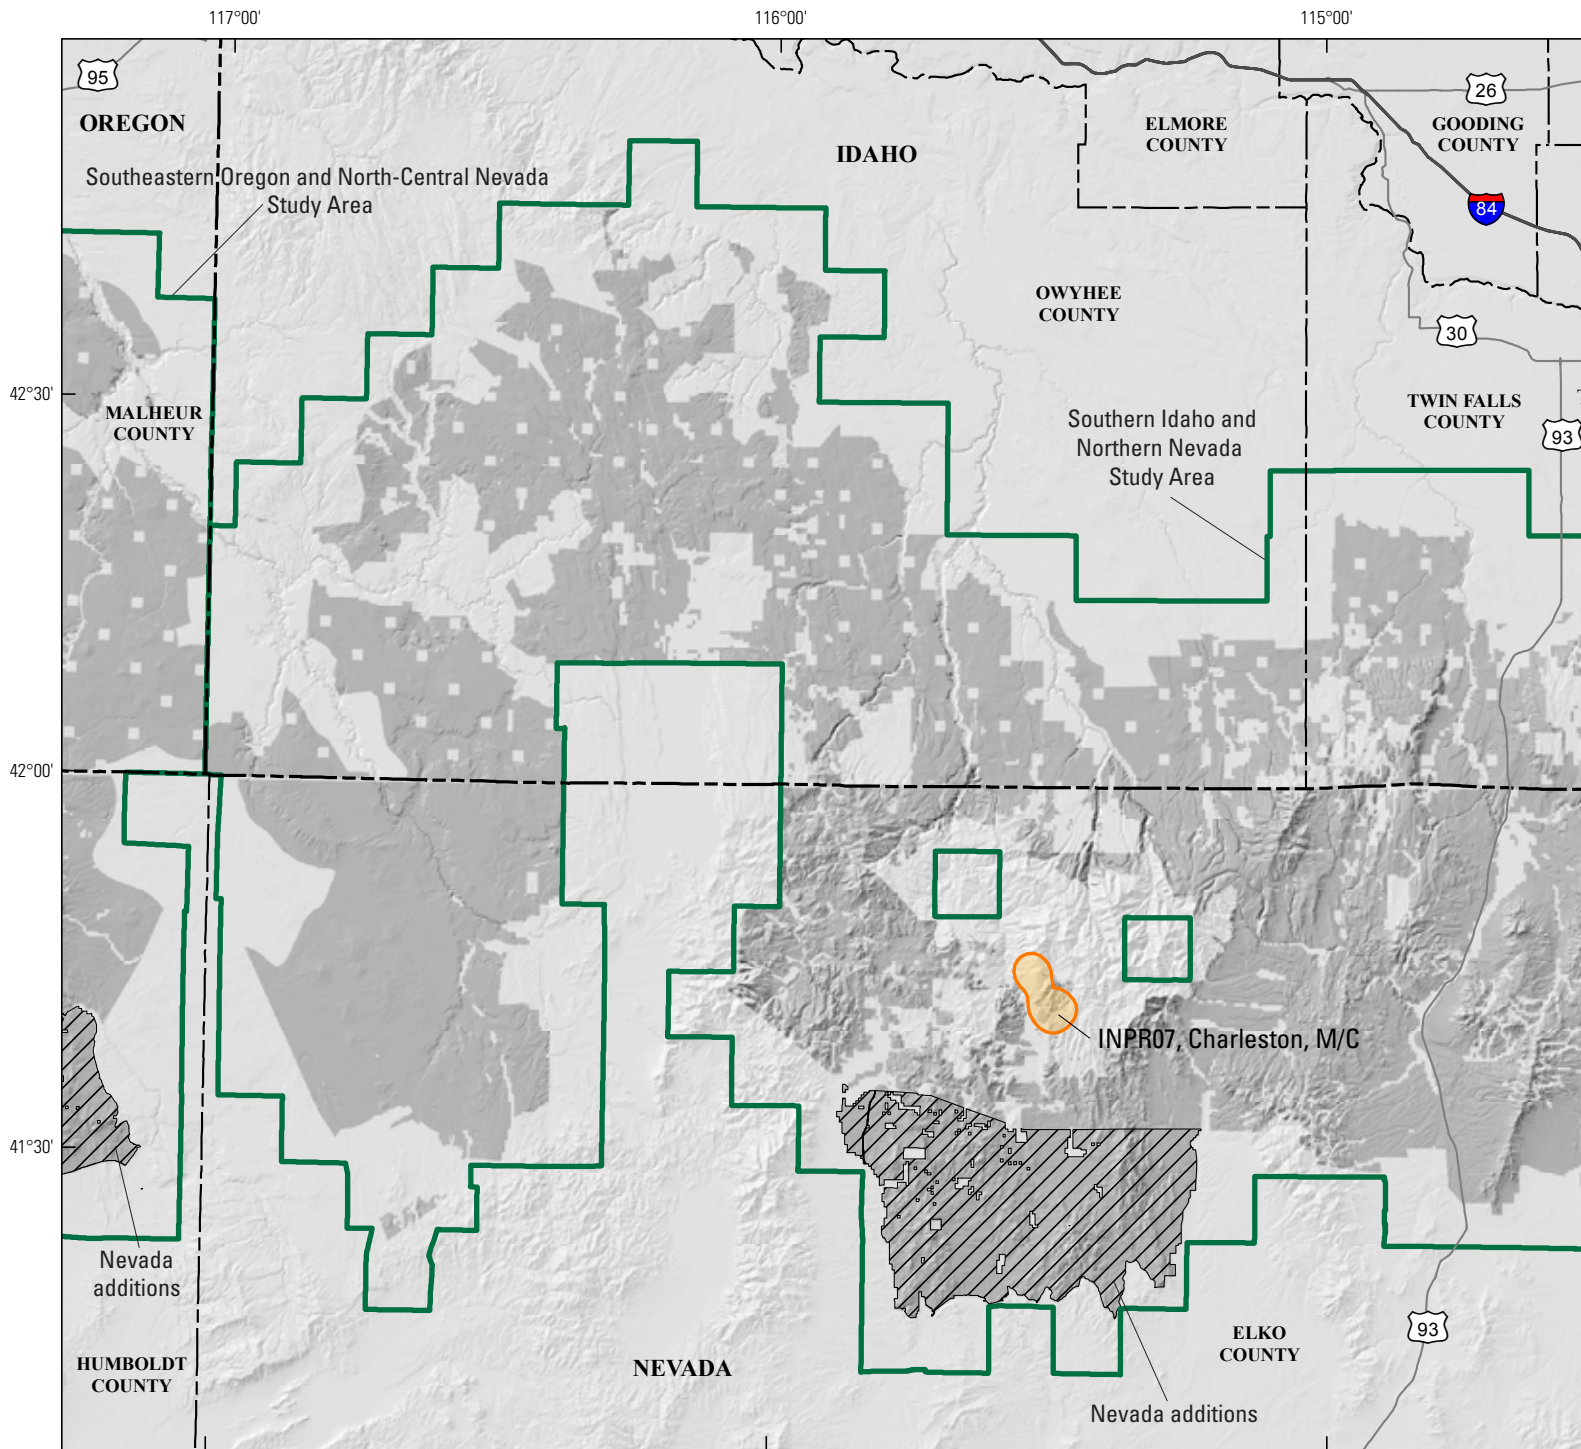 117°00'
116°00'
115°00'
95
26
OREGON
IDAHO
ELMORE
COUNTY
GOODING
COUNTY
Southeastern Oregon and North-Central Nevada
Study Area
84
OWYHEE
COUNTY
30
42°30'
MALHEUR
COUNTY
Southern Idaho and
Northern Nevada
Study Area
TWIN FALLS
COUNTY
93
42°00'
INPR07, Charleston, M/C
41°30'
Nevada
additions
HUMBOLDT
COUNTY
NEVADA
ELKO
COUNTY
93
Nevada additions